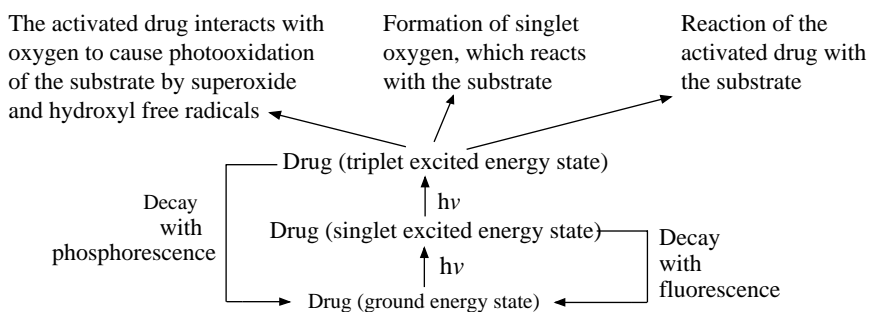 The activated drug interacts with
oxygen to cause photooxidation
of the substrate by superoxide
and hydroxyl free radicals
Formation of singlet
oxygen, which reacts
with the substrate
Reaction of the
activated drug with
the substrate
Drug (triplet excited energy state)
Decay
with
phosphorescence
hν
Drug (singlet excited energy state)
Decay
with
fluorescence
hν
Drug (ground energy state)